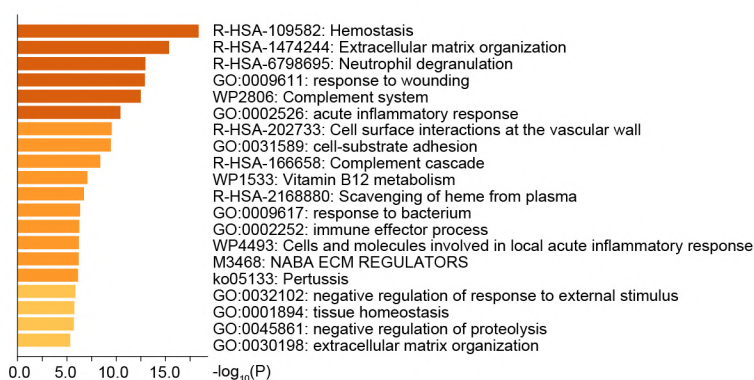 R-HSA-109582: Hemostasis
R-HSA-1474244: Extracellular matrix organization
R-HSA-6798695: Neutrophil degranulation
GO:0009611: response to wounding
WP2806: Complement system
GO:0002526: acute inflammatory response
R-HSA-202733: Cell surface interactions at the vascular wall
GO:0031589: cell-substrate adhesion
R-HSA-166658: Complement cascade
WP1533: Vitamin B12 metabolism
R-HSA-2168880: Scavenging of heme from plasma
GO:0009617: response to bacterium
GO:0002252: immune effector process
WP4493: Cells and molecules involved in local acute inflammatory response
M3468: NABA ECM REGULATORS
ko05133: Pertussis
GO:0032102: negative regulation of response to external stimulus
GO:0001894: tissue homeostasis
GO:0045861: negative regulation of proteolysis
GO:0030198: extracellular matrix organization
0.0 5.0 10.0 15.0 -log10(P)